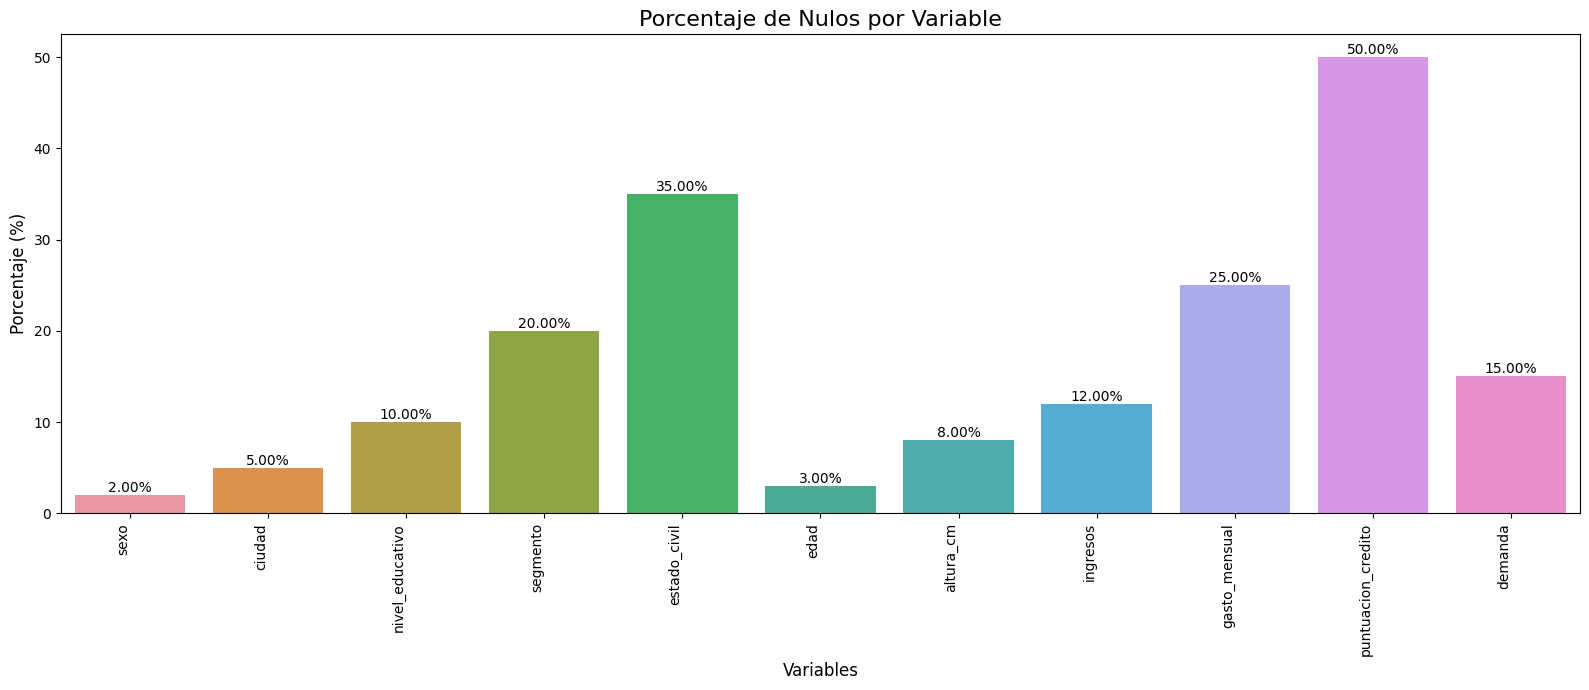 Porcentaje de Nulos por Variable
Porcentaje (%)
50
40
30
20
10
0
2.00%
5.00%
10.00%
20.00%
35.00%
3.00%
8.00%
12.00%
25.00%
50.00%
15.00%
sexo
ciudad
nivel_educativo
segmento
estado_civil
edad
altura_cm
ingresos
gasto_mensual
puntuacion_credito
demanda
Variables